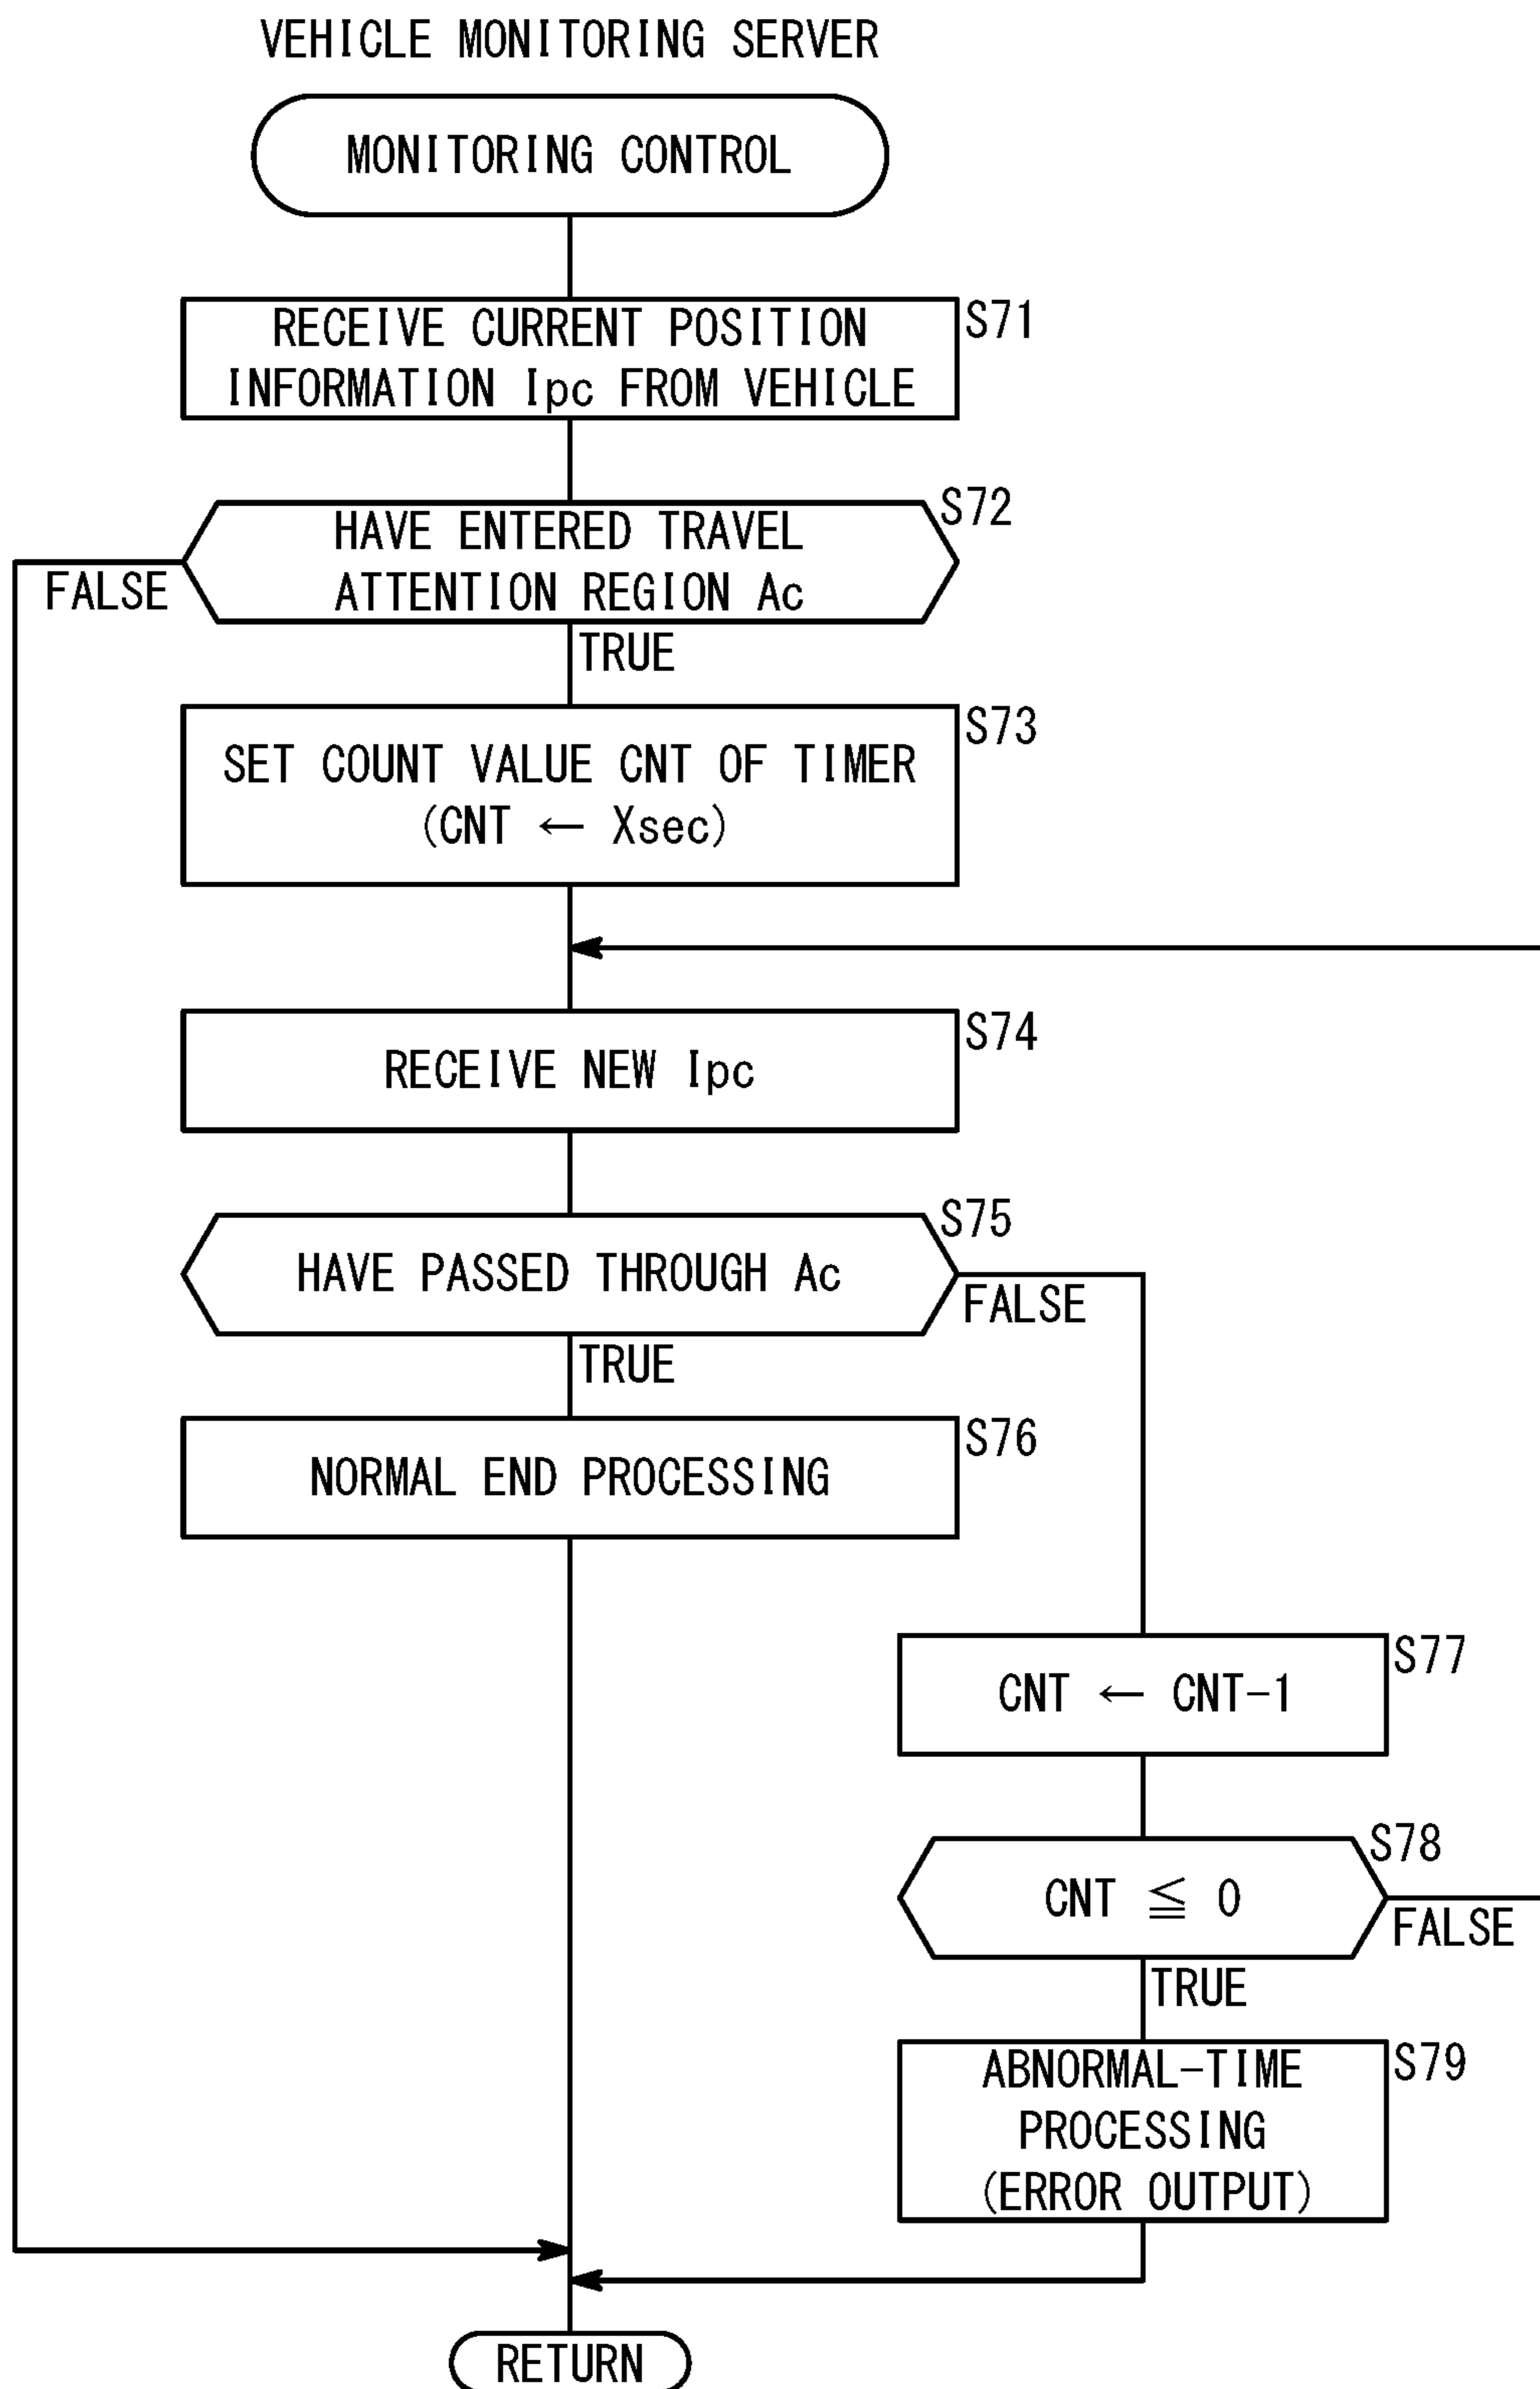 VEHICLE MONITORING SERVER
MONITORING CONTROL
RECEIVE CURRENT POSITION
INFORMATION Ipc FROM VEHICLE
S71
HAVE ENTERED TRAVEL
ATTENTION REGION Ac
S72
FALSE
TRUE
SET COUNT VALUE CNT OF TIMER
(CNT ← Xsec)
S73
RECEIVE NEW Ipc
S74
HAVE PASSED THROUGH Ac
S75
FALSE
TRUE
NORMAL END PROCESSING
S76
CNT ← CNT-1
S77
CNT ≦ 0
S78
FALSE
TRUE
ABNORMAL-TIME
PROCESSING
(ERROR OUTPUT)
S79
RETURN